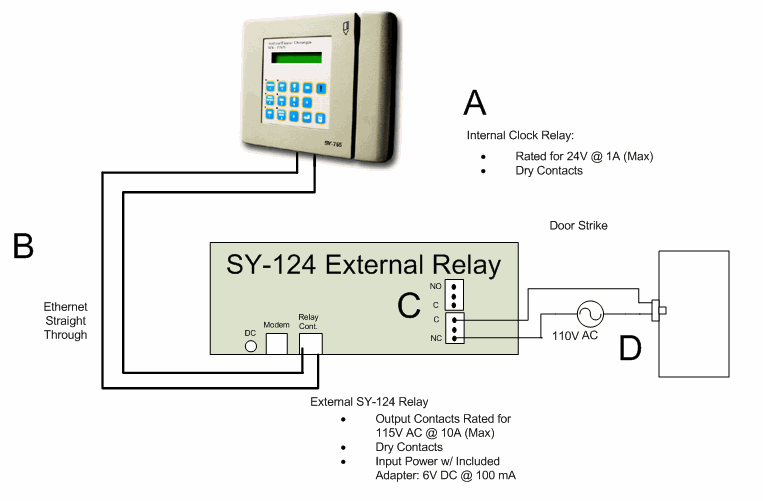 SY-765
A
Internal Clock Relay:
• Rated for 24V @ 1A (Max)
• Dry Contacts
B
Ethernet
Straight
Through
Door Strike
SY-124 External Relay
NO
C
C
C
NC
DC
Modem
Relay
Cont.
110V AC
D
External SY-124 Relay
• Output Contacts Rated for
115V AC @ 10A (Max)
• Dry Contacts
• Input Power w/ Included
Adapter: 6V DC @ 100 mA